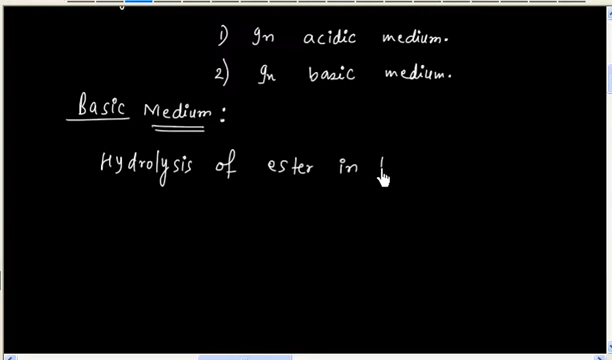 1) In acidic medium.
2) In basic medium.
Basic Medium:
Hydrolysis of ester in